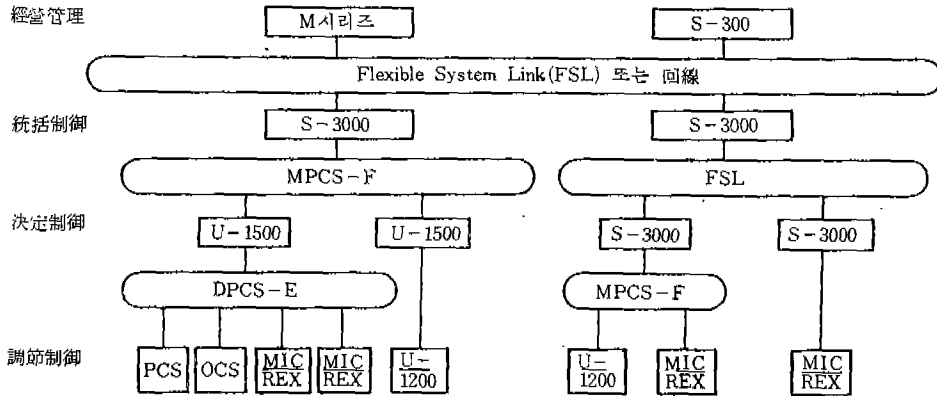 經營管理 M시리즈 S-300
Flexible System Link(FSL) 또는 回線
統括制御 S-3000 S-3000
MPCS-F FSL
決定制御 U-1500 U-1500 S-3000 S-3000
DPCS-E MPCS-F
調節制御 PCS OCS MIC REX MIC REX U-1200 U-1200 MIC REX MIC REX